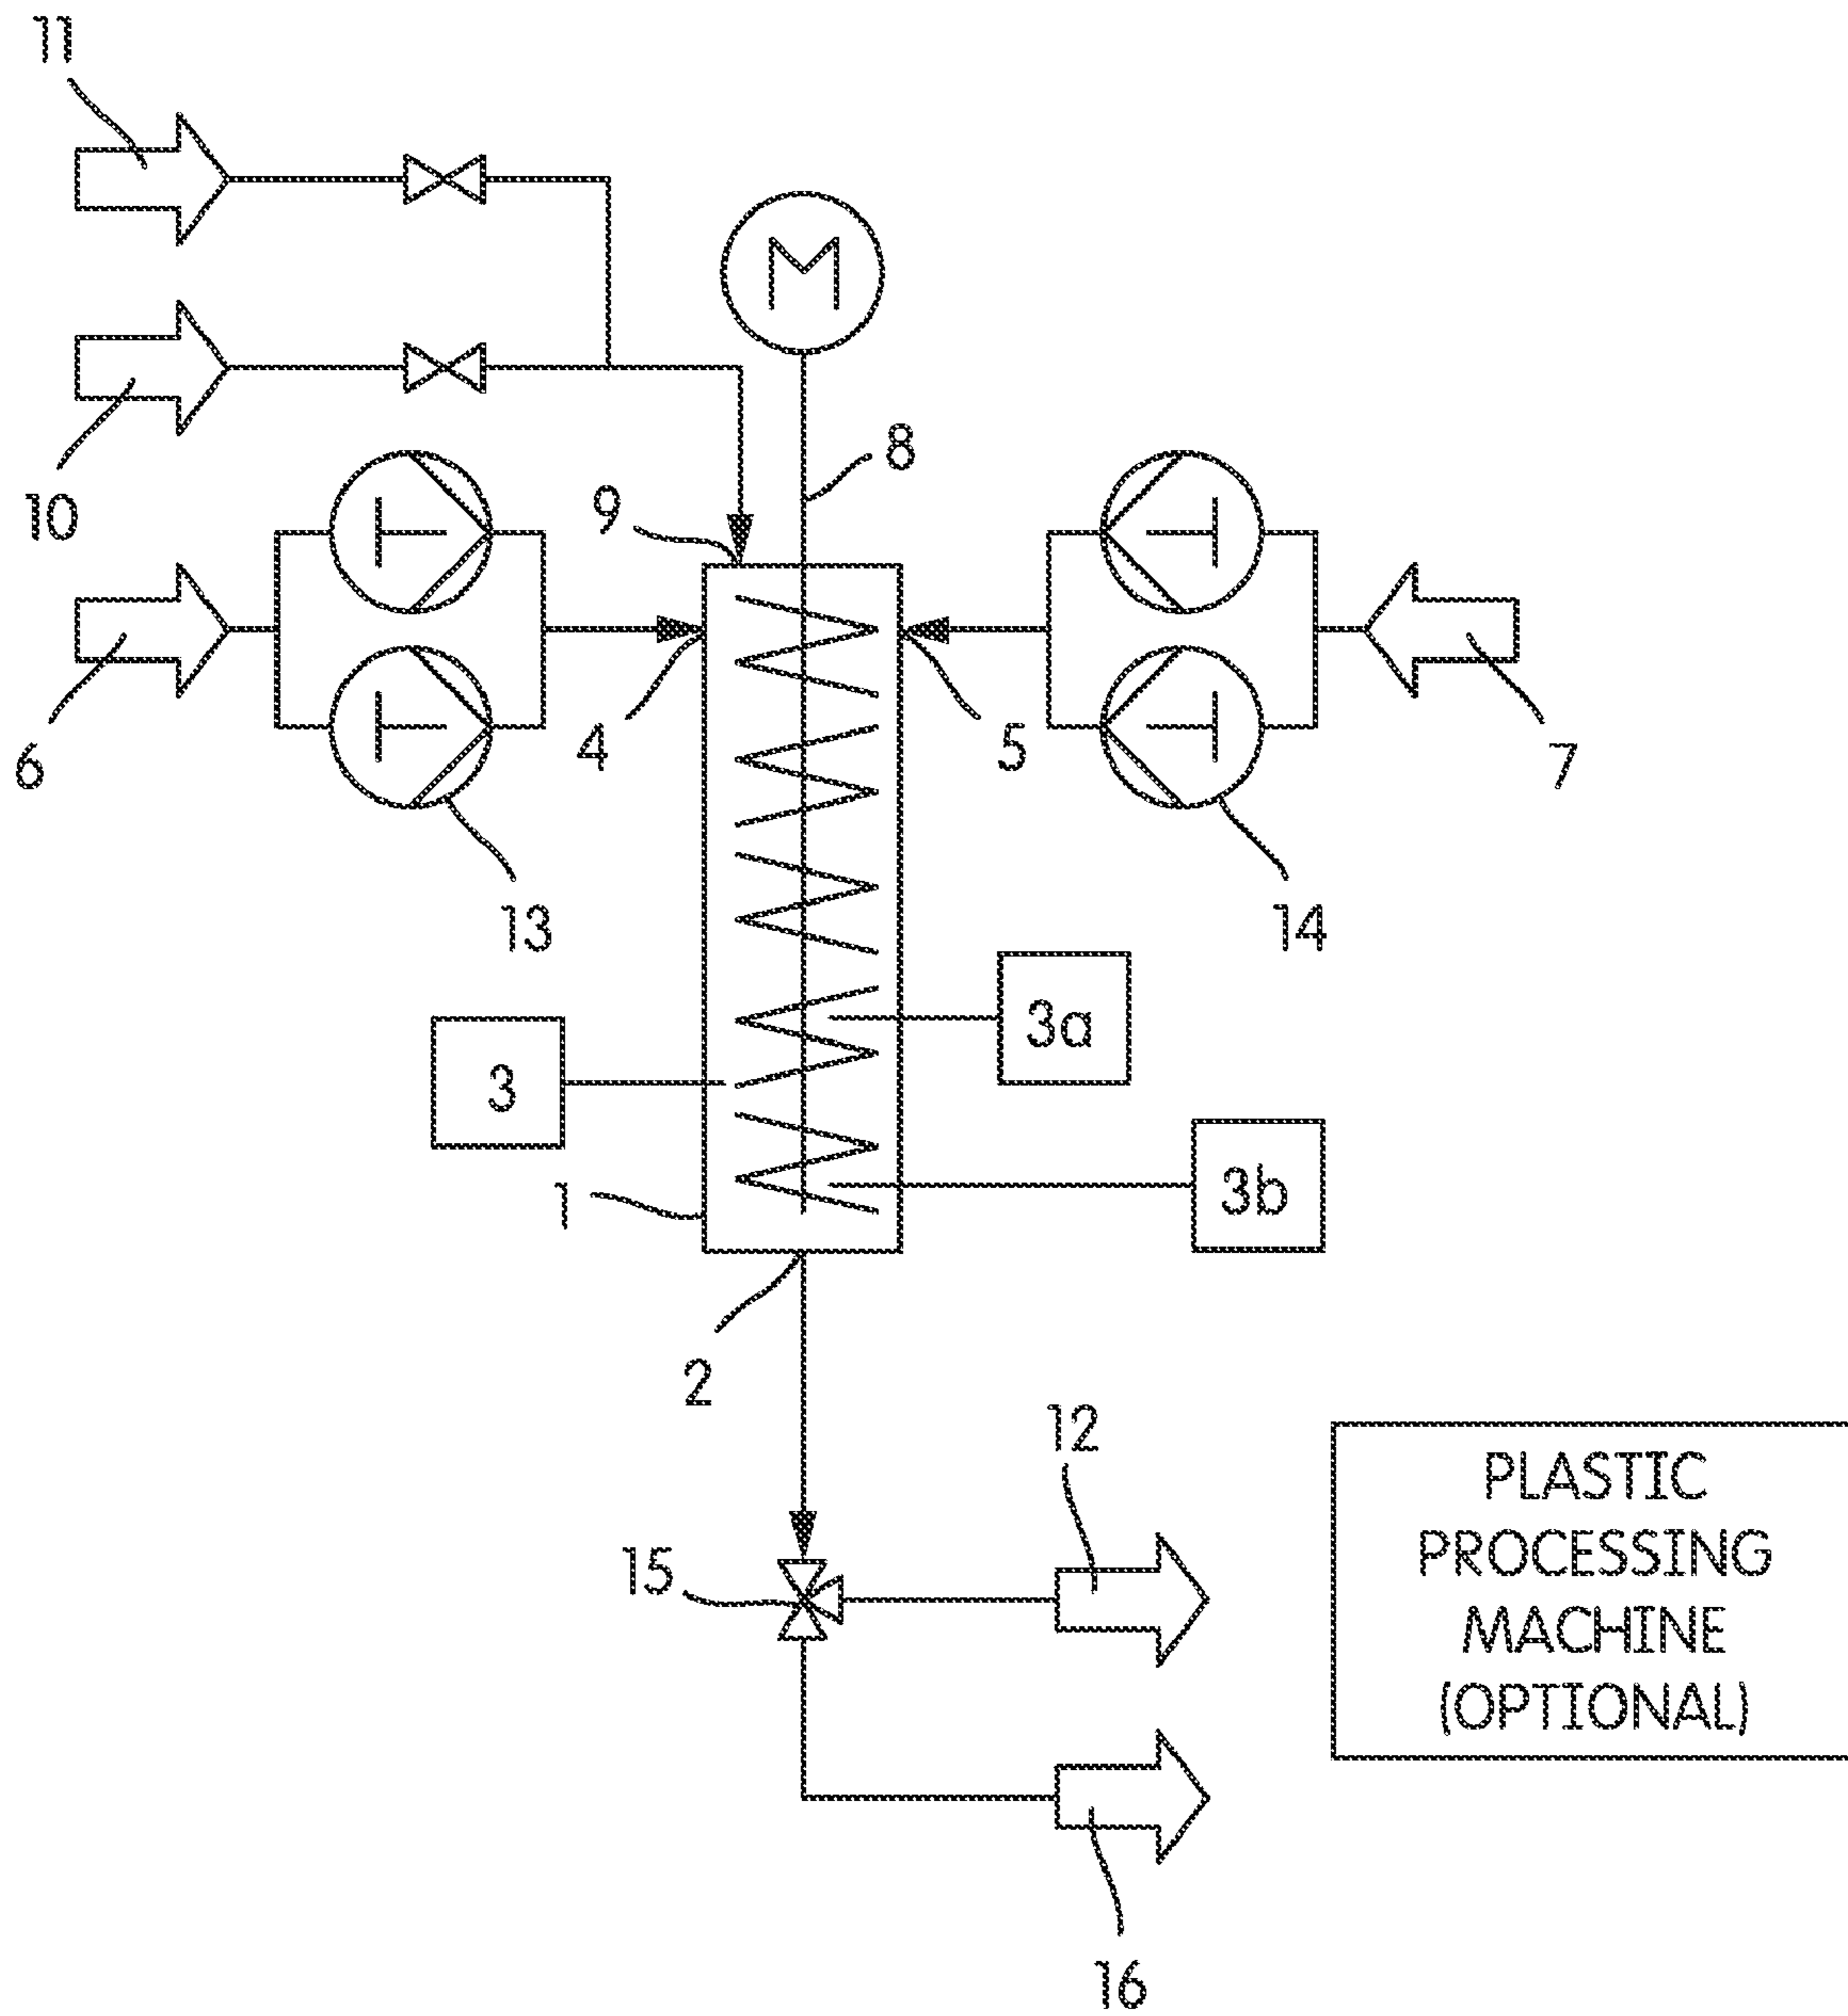 11
M
10
8
9
6
4
5
7
13
14
3a
3
3b
1
2
12
PLASTIC
PROCESSING
MACHINE
(OPTIONAL)
15
16